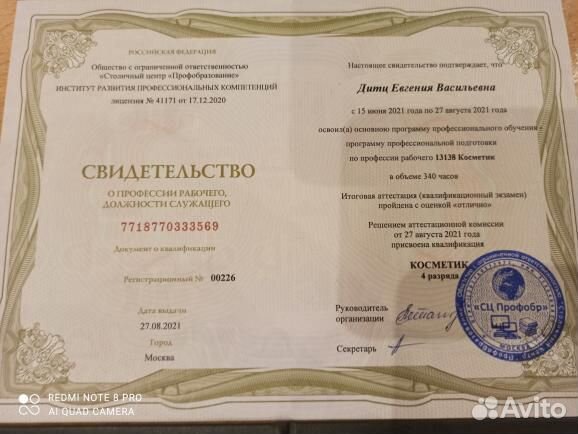 РОССИЙСКАЯ ФЕДЕРАЦИЯ
Общество с ограниченной ответственностью
«Столичный центр «Профобразование»
ИНСТИТУТ РАЗВИТИЯ ПРОФЕССИОНАЛЬНЫХ КОМПЕТЕНЦИЙ
лицензия № 41171 от 17.12.2020
СВИДЕТЕЛЬСТВО
О ПРОФЕССИИ РАБОЧЕГО,
ДОЛЖНОСТИ СЛУЖАЩЕГО
7718770333569
Документ о квалификации
Регистрационный № 00226
Дата выдачи
27.08.2021
Город
Москва
Настоящее свидетельство подтверждает, что
Дитц Евгения Васильевна
с 15 июня 2021 года по 27 августа 2021 года
освоил(а) основною программу профессионального обучения -
программу профессиональной подготовки
по профессии рабочего 13138 Косметик
в объеме 340 часов
Итоговая аттестация (квалификационный экзамен)
пройдена с оценкой «отлично»
Решением аттестационной комиссии
от 27 августа 2021 года
присвоена квалификация
КОСМЕТИК
4 разряда
Руководитель
организации
Секретарь
«СЦ Профобр»
REDMI NOTE 8 PRO
AI QUAD CAMERA
Avito